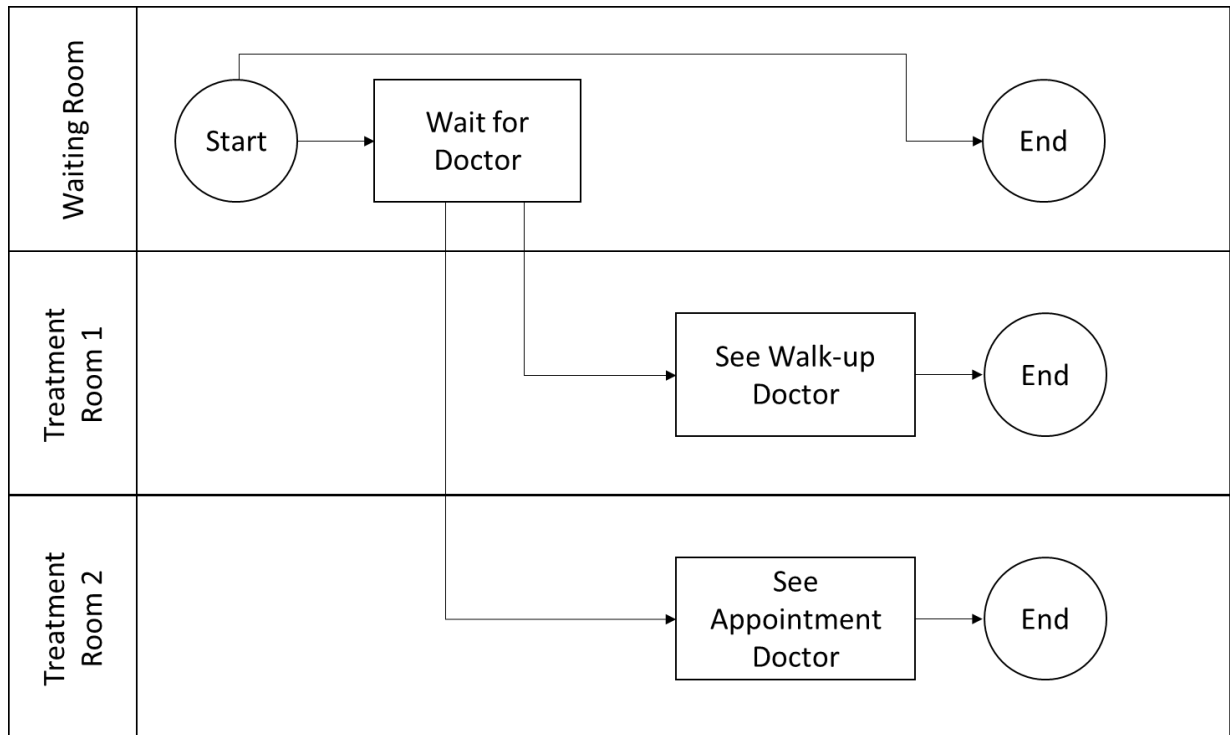 Waiting Room
Start
Wait for
Doctor
End
Treatment
Room 1
See Walk-up
Doctor
End
Treatment
Room 2
See
Appointment
Doctor
End